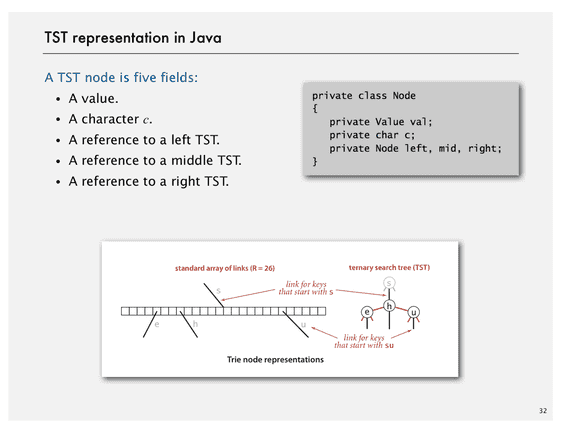 TST representation in Java
A TST node is five fields:
• A value.
• A character c.
• A reference to a left TST.
• A reference to a middle TST.
• A reference to a right TST.
private class Node
{
private Value val;
private char c;
private Node left, mid, right;
}
standard array of links (R = 26)
ternary search tree (TST)
link for keys
that start with s
s
s
e
h
u
e
h
u
link for keys
that start with su
Trie node representations
32